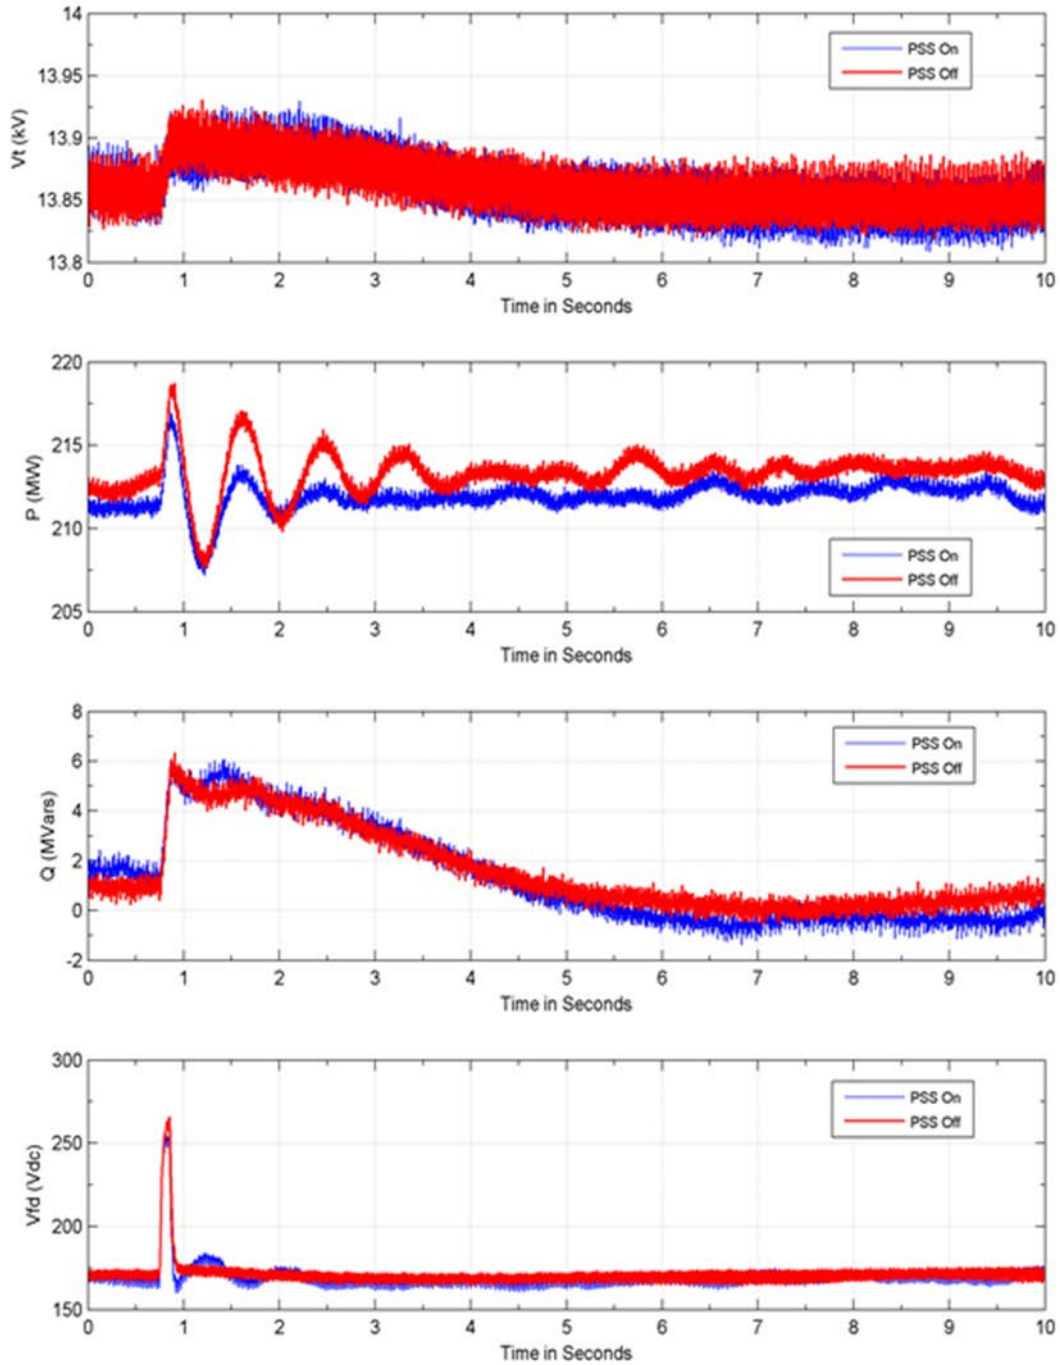 14
13.95
13.9
13.85
13.8
Vt (kV)
PSS On
PSS Off
0 1 2 3 4 5 6 7 8 9 10
Time in Seconds
220
215
210
205
P (MW)
PSS On
PSS Off
0 1 2 3 4 5 6 7 8 9 10
Time in Seconds
8
6
4
2
0
-2
Q (MVars)
PSS On
PSS Off
0 1 2 3 4 5 6 7 8 9 10
Time in Seconds
300
250
200
150
Vfd (Vdc)
PSS On
PSS Off
0 1 2 3 4 5 6 7 8 9 10
Time in Seconds